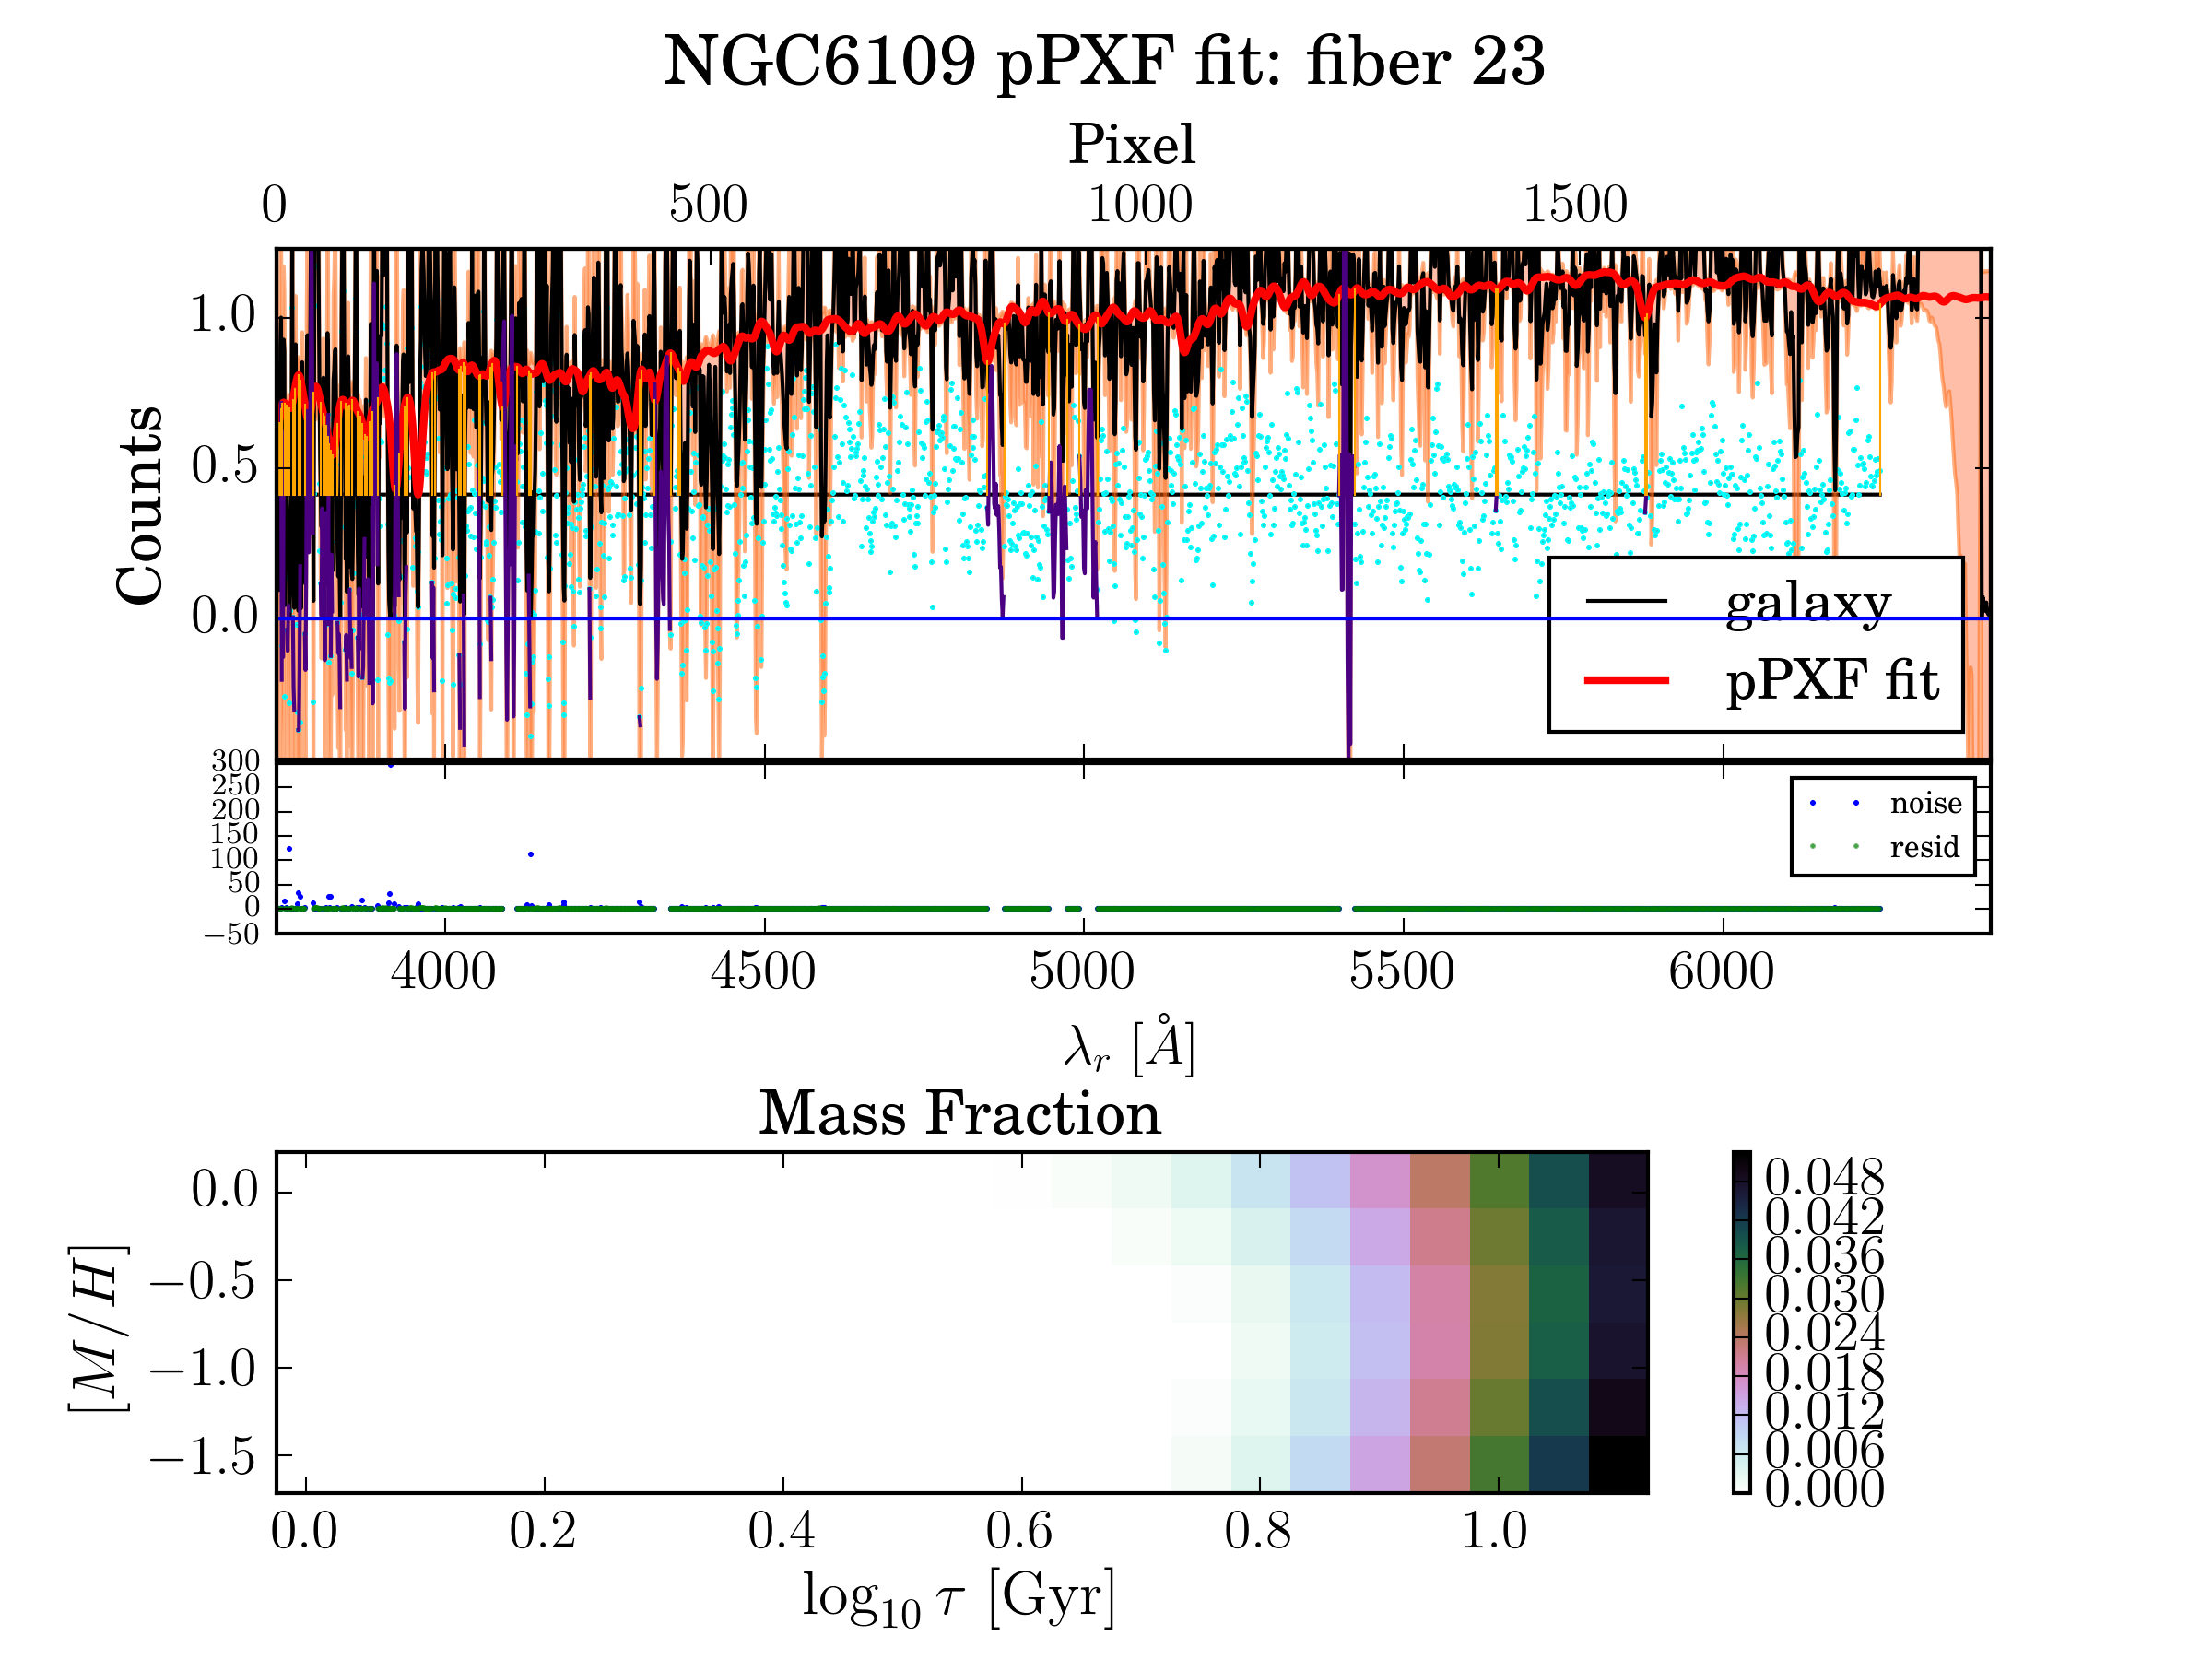 NGC6109 pPXF fit: fiber 23
Pixel
0 500 1000 1500
1.0
0.5
0.0
Counts
galaxy
pPXF fit
300
250
200
150
100
50
0
−50
noise
resid
4000 4500 5000 5500 6000
λr [Å]
Mass Fraction
0.0
−0.5
−1.0
−1.5
[M/H]
0.048
0.042
0.036
0.030
0.024
0.018
0.012
0.006
0.000
0.0 0.2 0.4 0.6 0.8 1.0
log10 τ [Gyr]